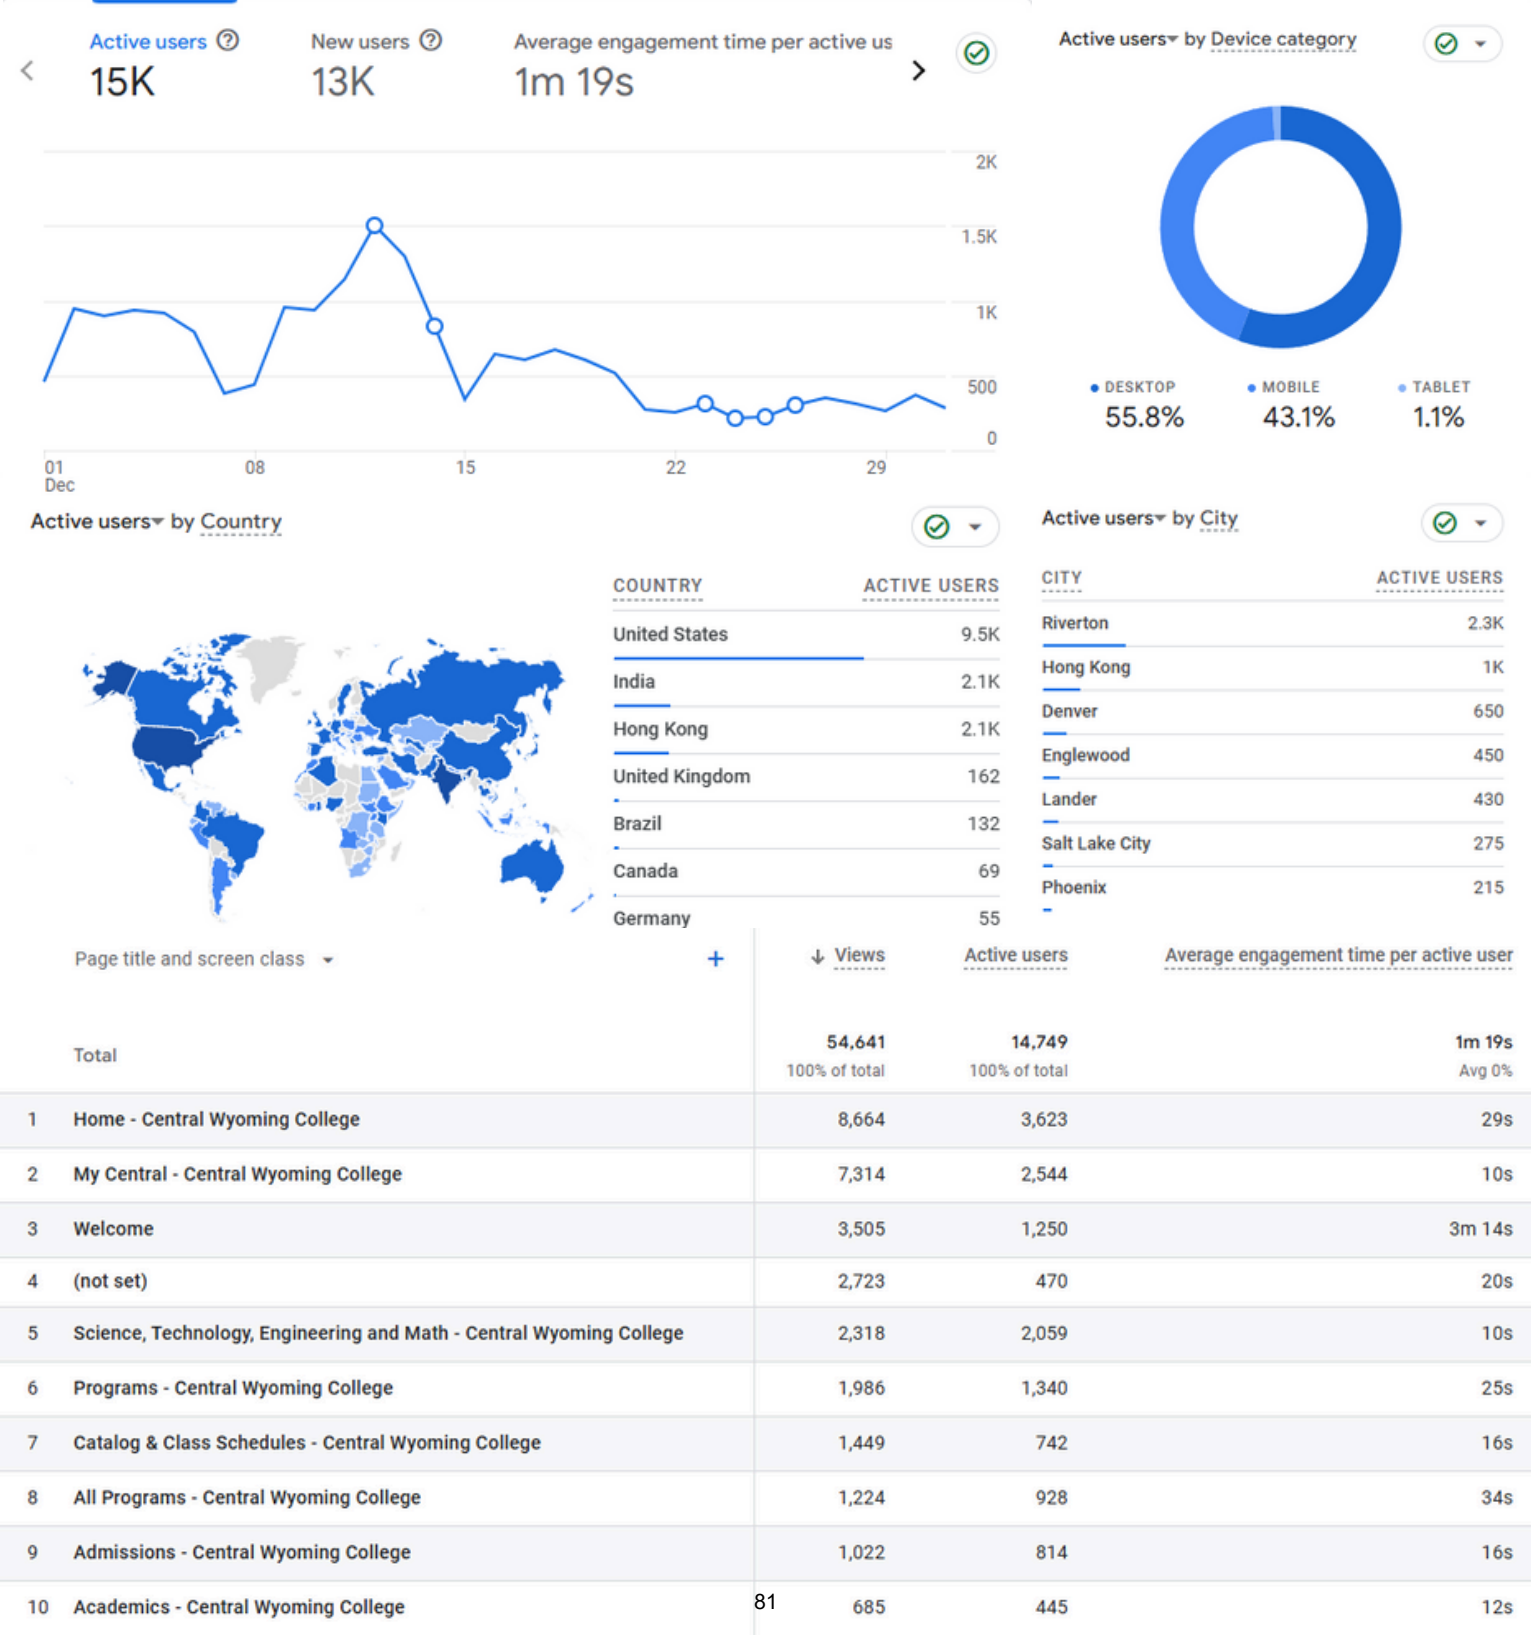 Active users
15K
New users
13K
Average engagement time per active us
1m 19s
2K
1.5K
1K
500
0
01
Dec
08
15
22
29
Active users by Device category
DESKTOP
55.8%
MOBILE
43.1%
TABLET
1.1%
Active users by Country
COUNTRY ACTIVE USERS
United States 9.5K
India 2.1K
Hong Kong 2.1K
United Kingdom 162
Brazil 132
Canada 69
Germany 55
Active users by City
CITY ACTIVE USERS
Riverton 2.3K
Hong Kong 1K
Denver 650
Englewood 450
Lander 430
Salt Lake City 275
Phoenix 215
Page title and screen class + Views Active users Average engagement time per active user
Total 54,641 14,749 1m 19s
100% of total 100% of total Avg 0%
1 Home - Central Wyoming College 8,664 3,623 29s
2 My Central - Central Wyoming College 7,314 2,544 10s
3 Welcome 3,505 1,250 3m 14s
4 (not set) 2,723 470 20s
5 Science, Technology, Engineering and Math - Central Wyoming College 2,318 2,059 10s
6 Programs - Central Wyoming College 1,986 1,340 25s
7 Catalog & Class Schedules - Central Wyoming College 1,449 742 16s
8 All Programs - Central Wyoming College 1,224 928 34s
9 Admissions - Central Wyoming College 1,022 814 16s
10 Academics - Central Wyoming College 685 445 12s
81